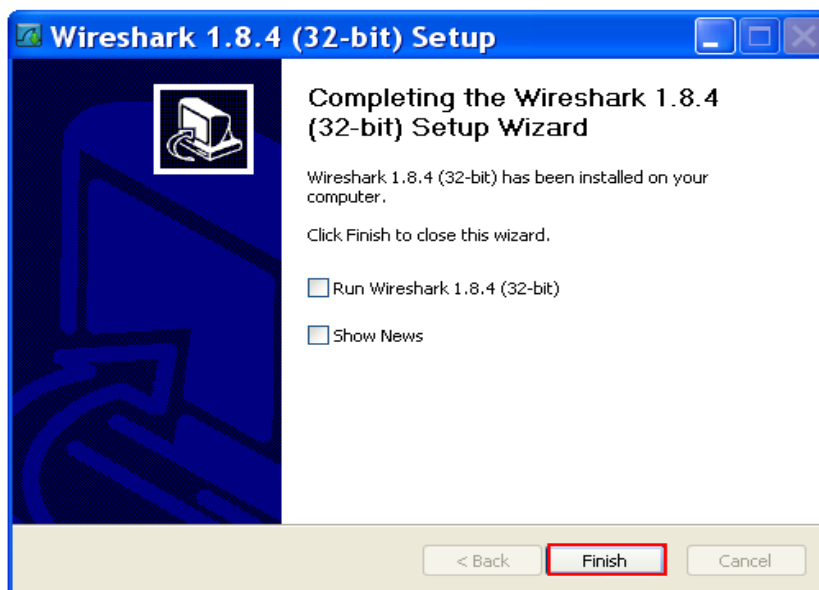 Wireshark 1.8.4 (32-bit) Setup
Completing the Wireshark 1.8.4
(32-bit) Setup Wizard
Wireshark 1.8.4 (32-bit) has been installed on your
computer.
Click Finish to close this wizard.
Run Wireshark 1.8.4 (32-bit)
Show News
< Back
Finish
Cancel